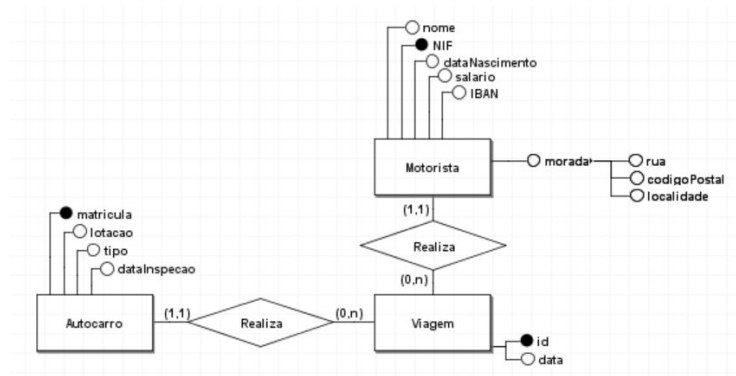 nome
NIF
dataNascimento
salario
IBAN
Motorista
morada
rua
codigoPostal
localidade
(1,1)
Realiza
(0,n)
matricula
lotacao
tipo
dataInspecao
Autocarro
(1,1)
Realiza
(0,n)
Viagem
id
data